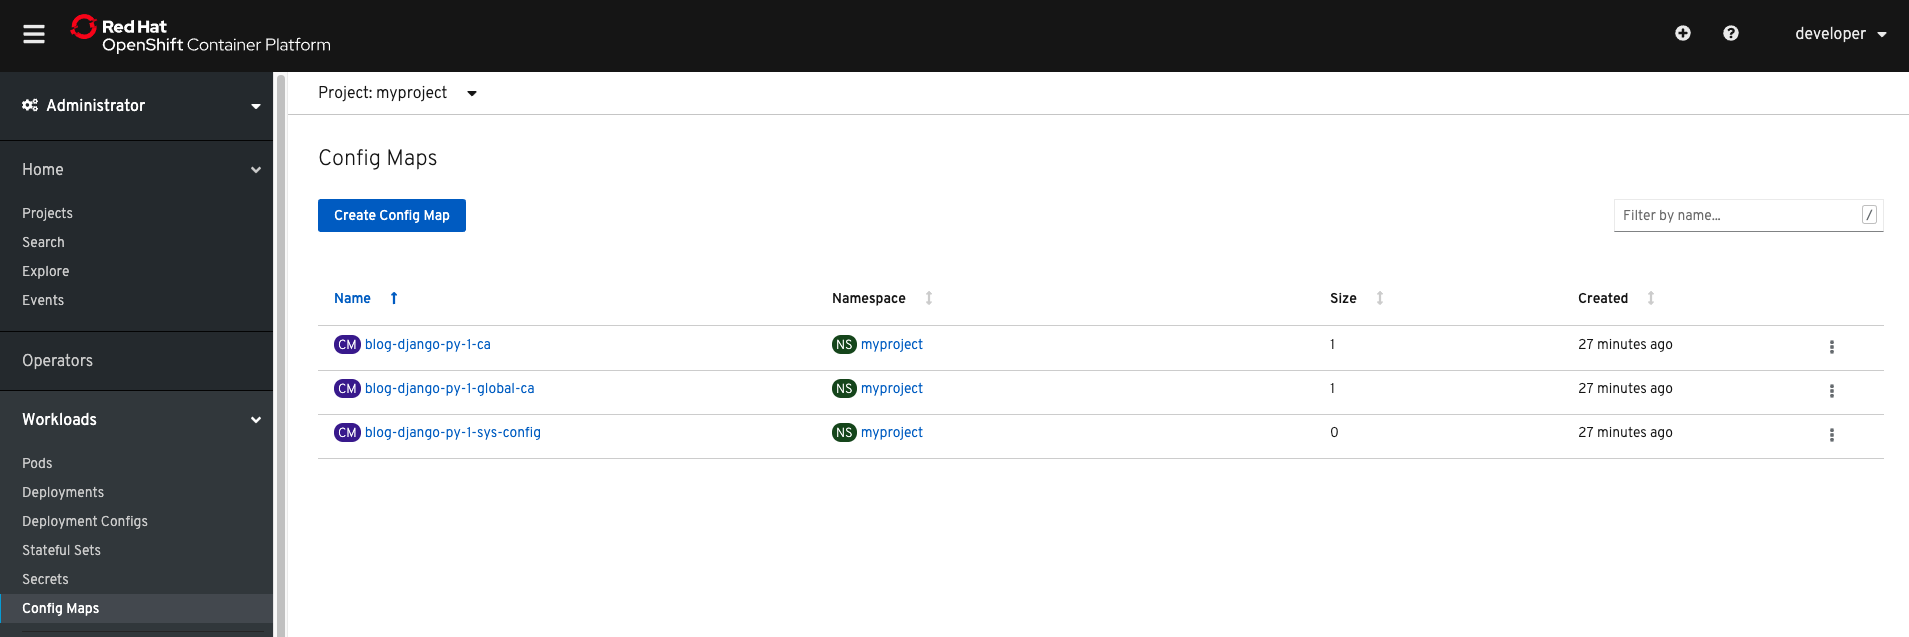 Red Hat
OpenShift Container Platform
developer
Administrator
Home
Projects
Search
Explore
Events
Operators
Workloads
Pods
Deployments
Deployment Configs
Stateful Sets
Secrets
Config Maps
Project: myproject
Config Maps
Create Config Map
Filter by name... /
Name Namespace Size Created
CM blog-django-py-1-ca NS myproject 1 27 minutes ago
CM blog-django-py-1-global-ca NS myproject 1 27 minutes ago
CM blog-django-py-1-sys-config NS myproject 0 27 minutes ago